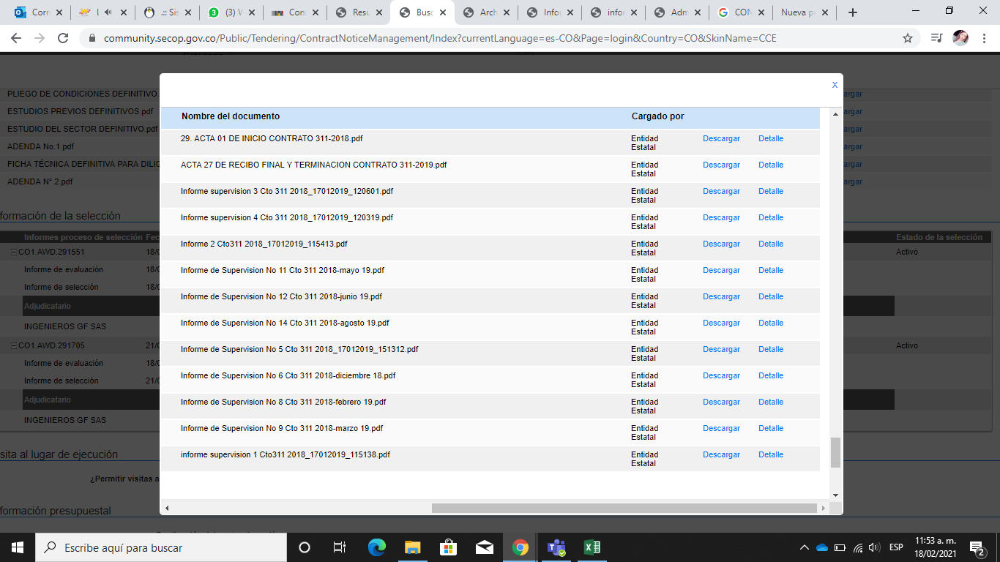 Corr
(3) W
Con
Resu
Busc
Arch
Infor
infor
Adm
CON
Nueva p
community.secop.gov.co/Public/Tendering/ContractNoticeManagement/Index?currentLanguage=es-CO&Page=login&Country=CO&SkinName=CCE
X
PLIEGO DE CONDICIONES DEFINITIVO.
argar
ESTUDIOS PREVIOS DEFINITIVOS.pdf
argar
ESTUDIO DEL SECTOR DEFINITIVO.pdf
argar
ADENDA No.1.pdf
argar
FICHA TÉCNICA DEFINITIVA PARA DILIG
argar
ADENDA N° 2.pdf
argar
formación de la selección
Informes proceso de selección Fec
Estado de la selección
CO1.AWD.291551 18/0
Activo
Informe de evaluación 18/0
Informe de selección 18/0
Adjudicatario
INGENIEROS GF SAS
CO1.AWD.291705 21/0
Activo
Informe de evaluación 18/0
Informe de selección 21/0
Adjudicatario
INGENIEROS GF SAS
sita al lugar de ejecución
¿Permitir visitas a
formación presupuestal
Nombre del documento Cargado por
29. ACTA 01 DE INICIO CONTRATO 311-2018.pdf Entidad Descargar Detalle
Estatal
ACTA 27 DE RECIBO FINAL Y TERMINACION CONTRATO 311-2019.pdf Entidad Descargar Detalle
Estatal
Informe supervision 3 Cto 311 2018_17012019_120601.pdf Entidad Descargar Detalle
Estatal
Informe supervision 4 Cto 311 2018_17012019_120319.pdf Entidad Descargar Detalle
Estatal
Informe 2 Cto311 2018_17012019_115413.pdf Entidad Descargar Detalle
Estatal
Informe de Supervision No 11 Cto 311 2018-mayo 19.pdf Entidad Descargar Detalle
Estatal
Informe de Supervision No 12 Cto 311 2018-junio 19.pdf Entidad Descargar Detalle
Estatal
Informe de Supervision No 14 Cto 311 2018-agosto 19.pdf Entidad Descargar Detalle
Estatal
Informe de Supervision No 5 Cto 311 2018_17012019_151312.pdf Entidad Descargar Detalle
Estatal
Informe de Supervision No 6 Cto 311 2018-diciembre 18.pdf Entidad Descargar Detalle
Estatal
Informe de Supervision No 8 Cto 311 2018-febrero 19.pdf Entidad Descargar Detalle
Estatal
Informe de Supervision No 9 Cto 311 2018-marzo 19.pdf Entidad Descargar Detalle
Estatal
informe supervision 1 Cto311 2018_17012019_115138.pdf Entidad Descargar Detalle
Estatal
Escribe aquí para buscar
ESP
11:53 a. m.
18/02/2021
2